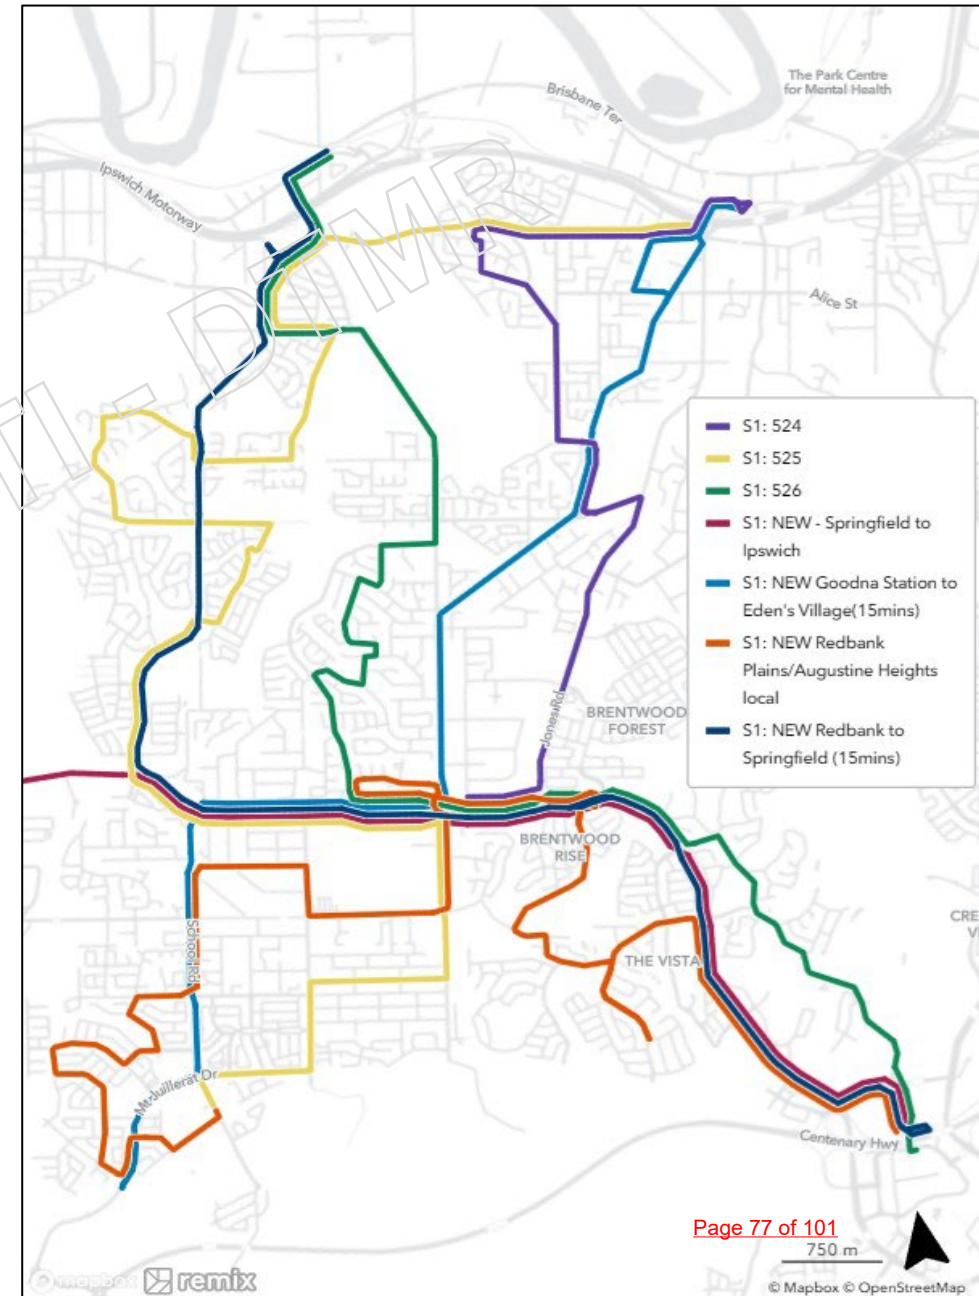 The Park Centre
for Mental Health
Brisbane Ter
Ipswich Motorway
DTMR
Alice St
S1: 524
S1: 525
S1: 526
S1: NEW - Springfield to
Ipswich
S1: NEW Goodna Station to
Eden's Village(15mins)
S1: NEW Redbank
Plains/Augustine Heights
local
S1: NEW Redbank to
Springfield (15mins)
Jones Rd
BRENTWOOD
FOREST
BRENTWOOD
RISE
School Rd
THE VISTA
Mt Juillerat Dr
Centenary Hwy
Page 77 of 101
750 m
mapbox remix
© Mapbox © OpenStreetMap